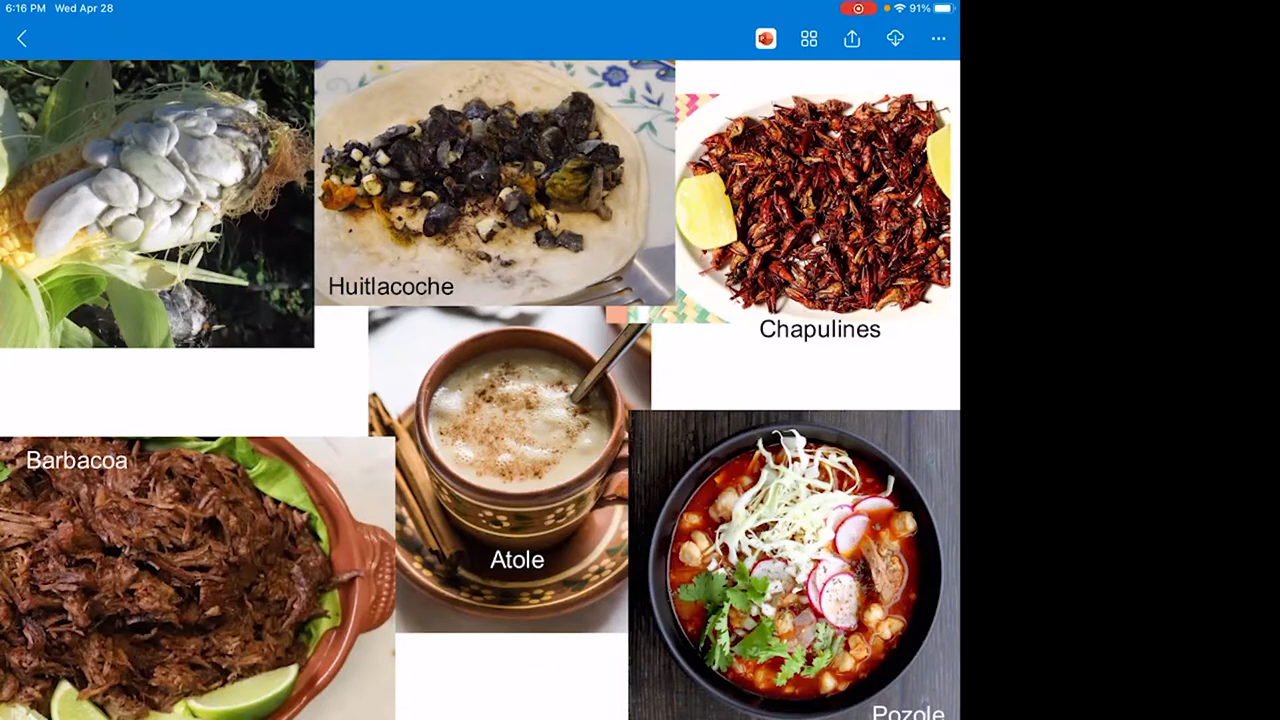 6:16 PM Wed Apr 28
91%
Huitlacoche
Chapulines
Barbacoa
Atole
Pozole